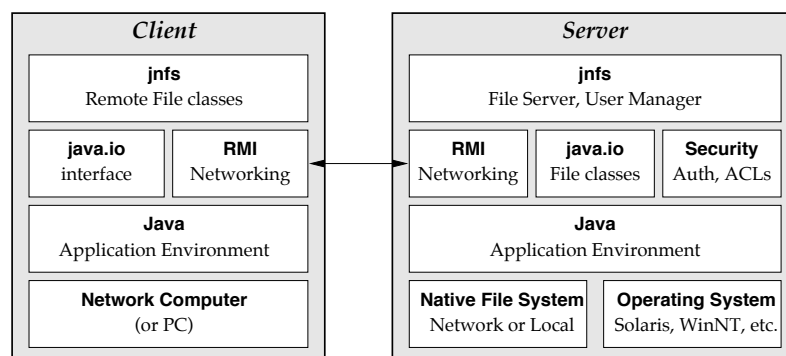 Client
jnfs
Remote File classes
java.io
interface
RMI
Networking
Java
Application Environment
Network Computer
(or PC)
Server
jnfs
File Server, User Manager
RMI
Networking
java.io
File classes
Security
Auth, ACLs
Java
Application Environment
Native File System
Network or Local
Operating System
Solaris, WinNT, etc.